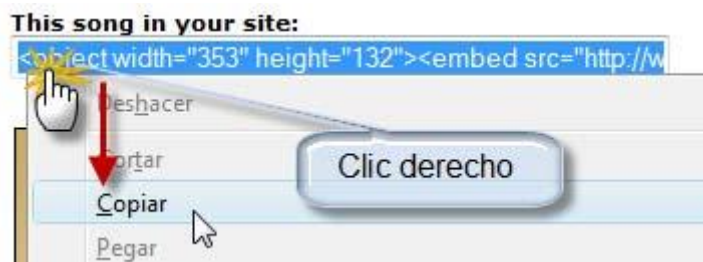 This song in your site:
<object width="353" height="132"><embed src="http://w
Deshacer
Cortar
Clic derecho
Copiar
Pegar